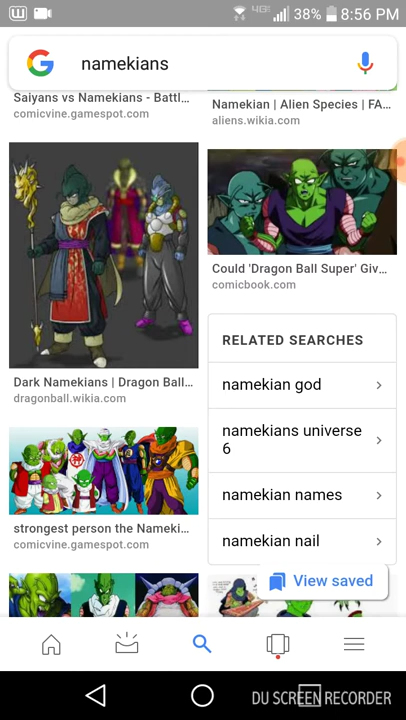 38% 8:56 PM
namekians
Saiyans vs Namekians - Battl...
comicvine.gamespot.com
Namekian | Alien Species | FA...
aliens.wikia.com
Could 'Dragon Ball Super' Giv...
comicbook.com
RELATED SEARCHES
namekian god
namekians universe
6
namekian names
namekian nail
Dark Namekians | Dragon Ball...
dragonball.wikia.com
strongest person the Nameki...
comicvine.gamespot.com
View saved
DU SCREEN RECORDER